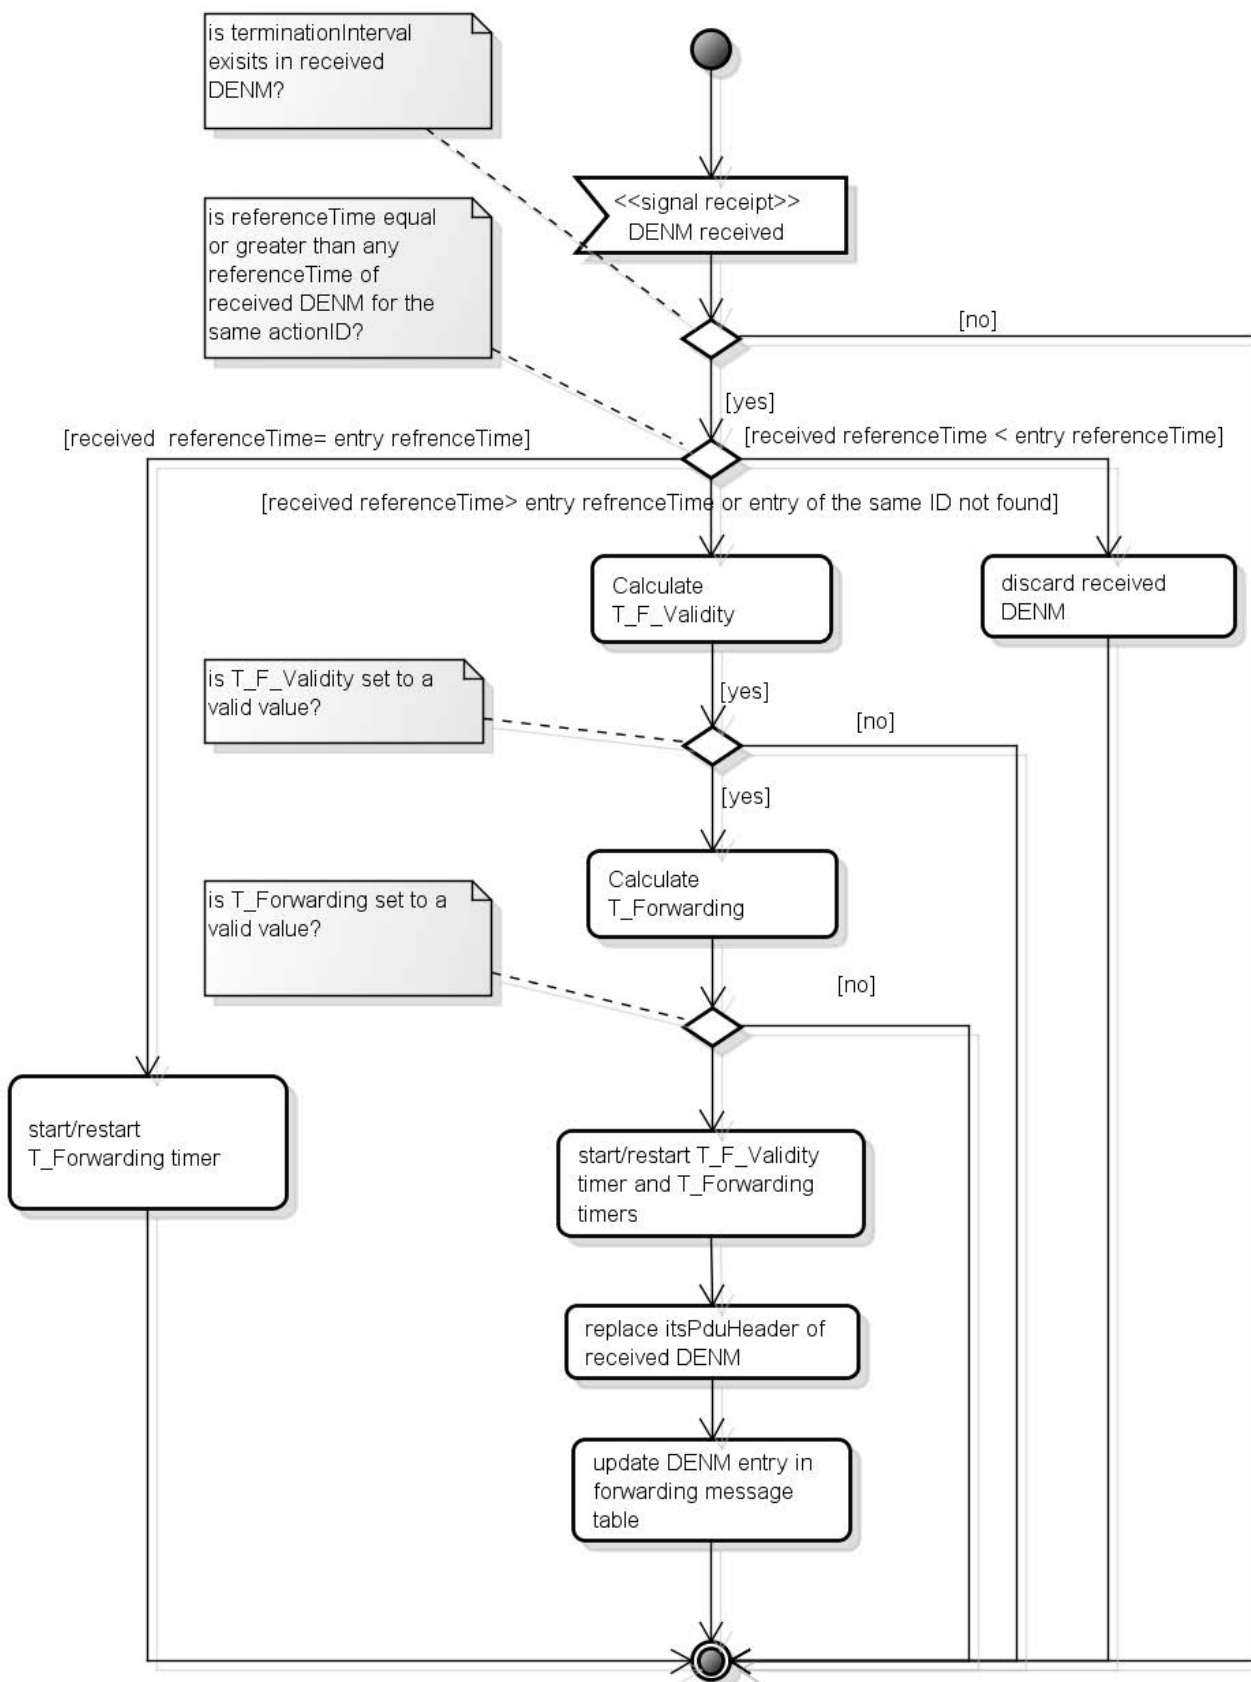 is terminationInterval
exisits in received
DENM?
<<signal receipt>>
DENM received
is referenceTime equal
or greater than any
referenceTime of
received DENM for the
same actionID?
[no]
[yes]
[received  referenceTime= entry refrenceTime]
[received referenceTime < entry referenceTime]
[received referenceTime> entry refrenceTime or entry of the same ID not found]
Calculate
T_F_Validity
discard received
DENM
is T_F_Validity set to a
valid value?
[yes]
[no]
[yes]
Calculate
T_Forwarding
is T_Forwarding set to a
valid value?
[no]
start/restart
T_Forwarding timer
start/restart T_F_Validity
timer and T_Forwarding
timers
replace itsPduHeader of
received DENM
update DENM entry in
forwarding message
table